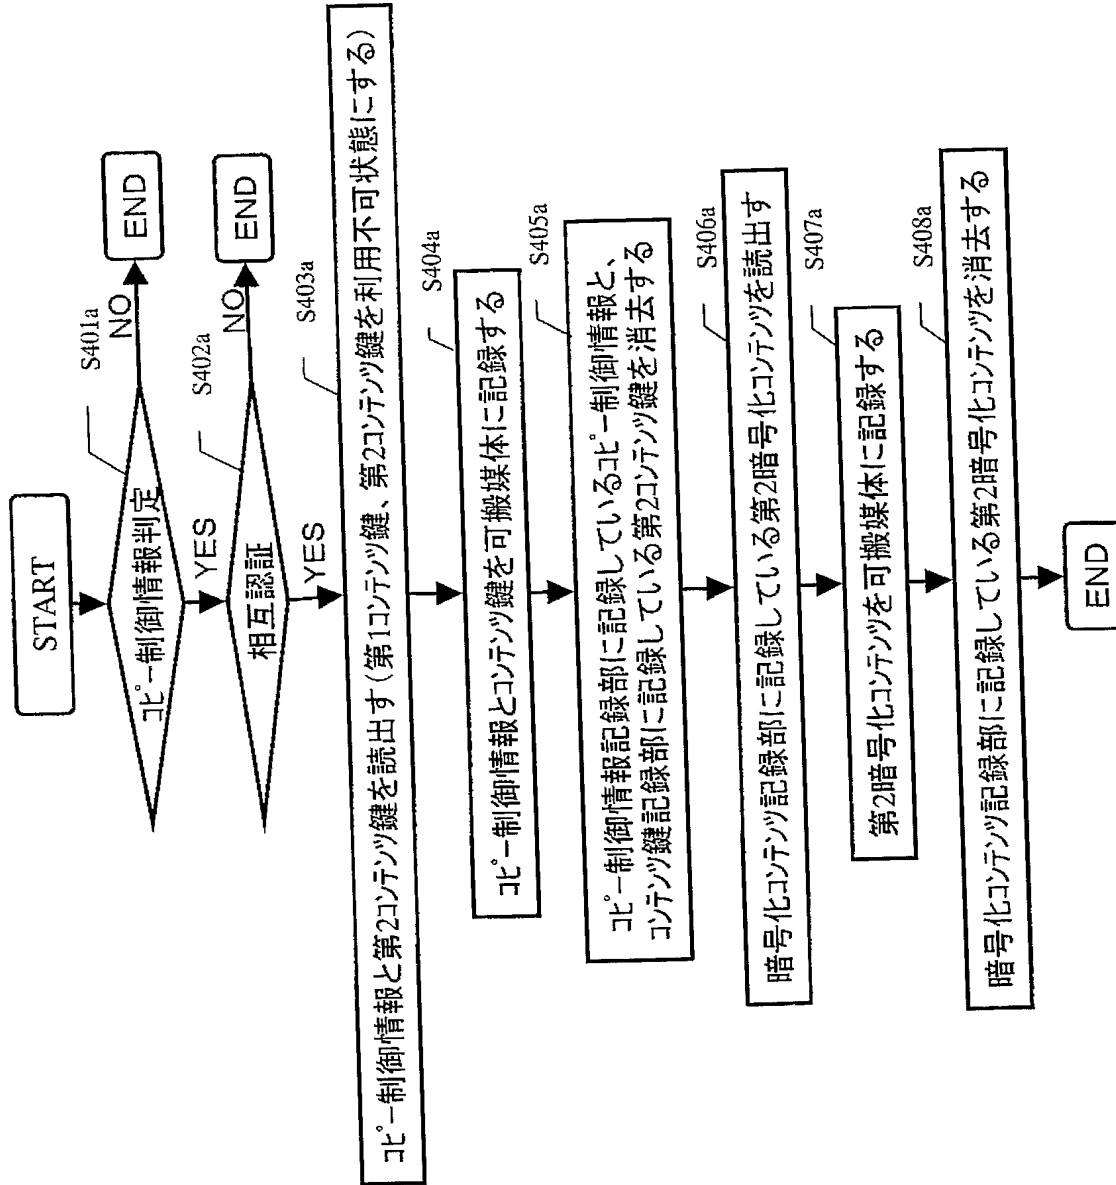 START
S401a
コピー制御情報判定
NO
END
YES
S402a
相互認証
NO
END
YES
S403a
コピー制御情報と第2コンテンツ鍵を読出す(第1コンテンツ鍵、第2コンテンツ鍵を利用不可状態にする)
S404a
コピー制御情報とコンテンツ鍵を可搬媒体に記録する
S405a
コピー制御情報記録部に記録しているコピー制御情報と、
コンテンツ鍵記録部に記録している第2コンテンツ鍵を消去する
S406a
暗号化コンテンツ記録部に記録している第2暗号化コンテンツを読出す
S407a
第2暗号化コンテンツを可搬媒体に記録する
S408a
暗号化コンテンツ記録部に記録している第2暗号化コンテンツを消去する
END